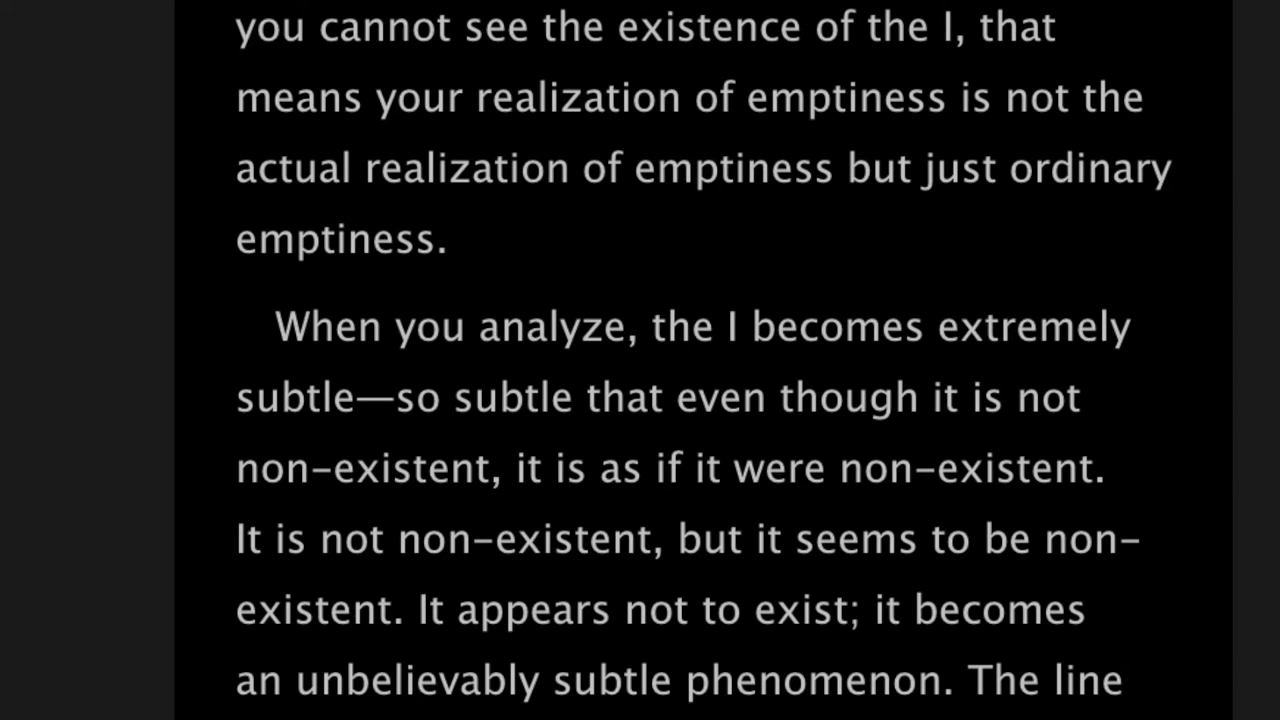 you cannot see the existence of the I, that
means your realization of emptiness is not the
actual realization of emptiness but just ordinary
emptiness.
When you analyze, the I becomes extremely
subtle—so subtle that even though it is not
non-existent, it is as if it were non-existent.
It is not non-existent, but it seems to be non-
existent. It appears not to exist; it becomes
an unbelievably subtle phenomenon. The line